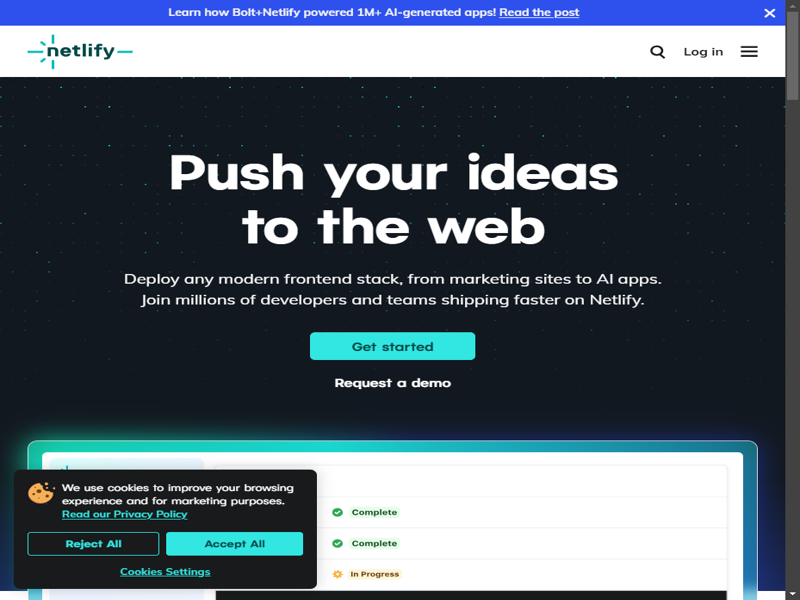 Learn how Bolt+Netlify powered 1M+ AI-generated apps! Read the post
netlify
Log in
Push your ideas
to the web
Deploy any modern frontend stack, from marketing sites to AI apps.
Join millions of developers and teams shipping faster on Netlify.
Get started
Request a demo
We use cookies to improve your browsing
experience and for marketing purposes.
Read our Privacy Policy
Reject All
Accept All
Cookies Settings
Complete
Complete
In Progress